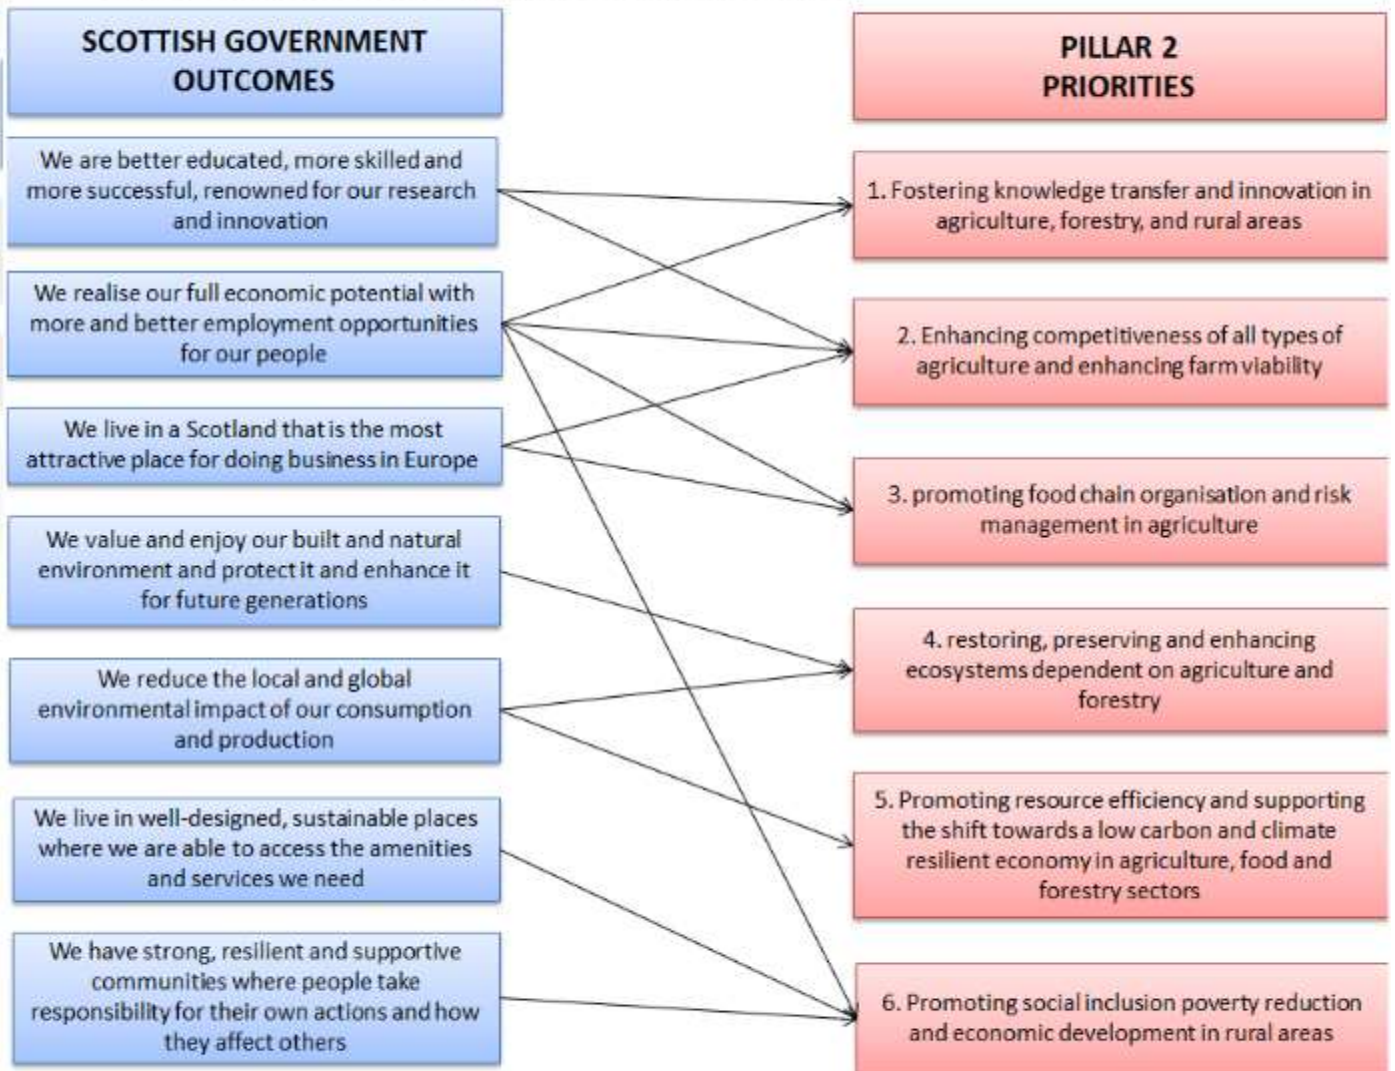 SCOTTISH GOVERNMENT
OUTCOMES
We are better educated, more skilled and
more successful, renowned for our research
and innovation
We realise our full economic potential with
more and better employment opportunities
for our people
We live in a Scotland that is the most
attractive place for doing business in Europe
We value and enjoy our built and natural
environment and protect it and enhance it
for future generations
We reduce the local and global
environmental impact of our consumption
and production
We live in well-designed, sustainable places
where we are able to access the amenities
and services we need
We have strong, resilient and supportive
communities where people take
responsibility for their own actions and how
they affect others
PILLAR 2
PRIORITIES
1. Fostering knowledge transfer and innovation in
agriculture, forestry, and rural areas
2. Enhancing competitiveness of all types of
agriculture and enhancing farm viability
3. promoting food chain organisation and risk
management in agriculture
4. restoring, preserving and enhancing
ecosystems dependent on agriculture and
forestry
5. Promoting resource efficiency and supporting
the shift towards a low carbon and climate
resilient economy in agriculture, food and
forestry sectors
6. Promoting social inclusion poverty reduction
and economic development in rural areas